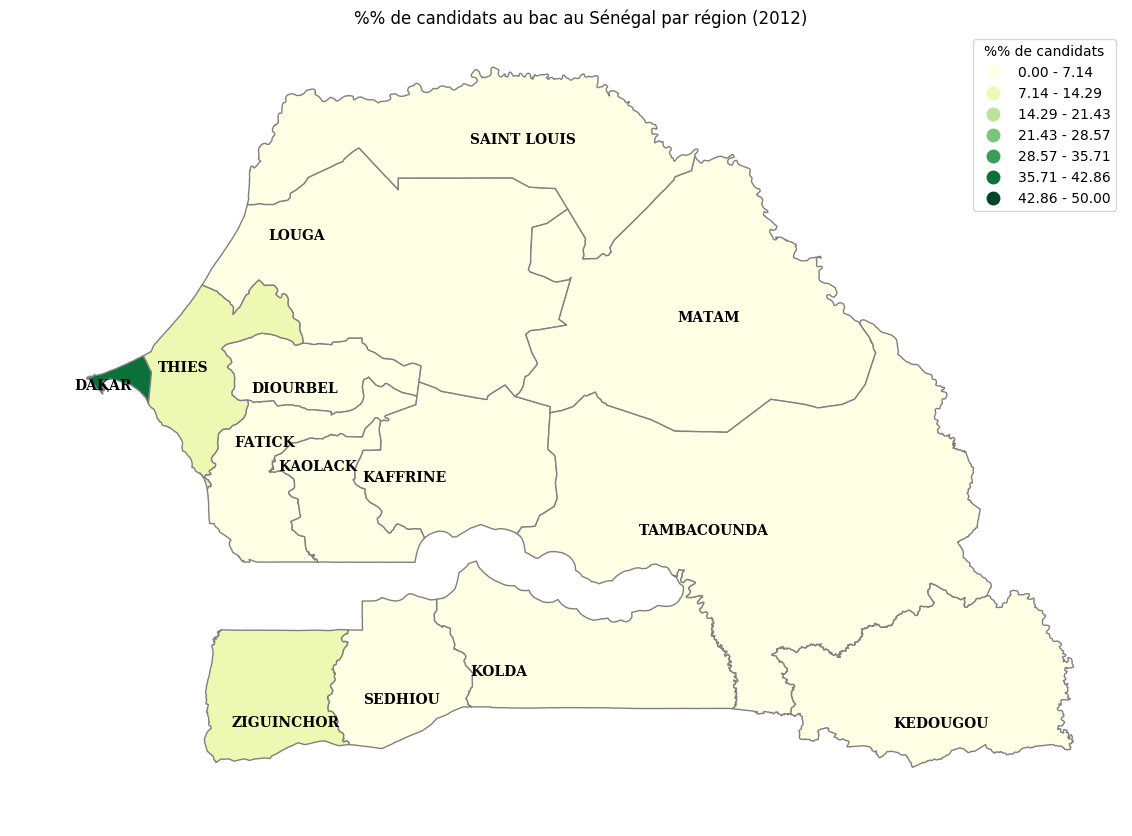 %% de candidats au bac au Sénégal par région (2012)
%% de candidats
0.00 - 7.14
7.14 - 14.29
14.29 - 21.43
21.43 - 28.57
28.57 - 35.71
35.71 - 42.86
42.86 - 50.00
SAINT LOUIS
LOUGA
MATAM
THIES
DAKAR
DIOURBEL
FATICK
KAOLACK
KAFFRINE
TAMBACOUNDA
KOLDA
SEDHIOU
ZIGUINCHOR
KEDOUGOU